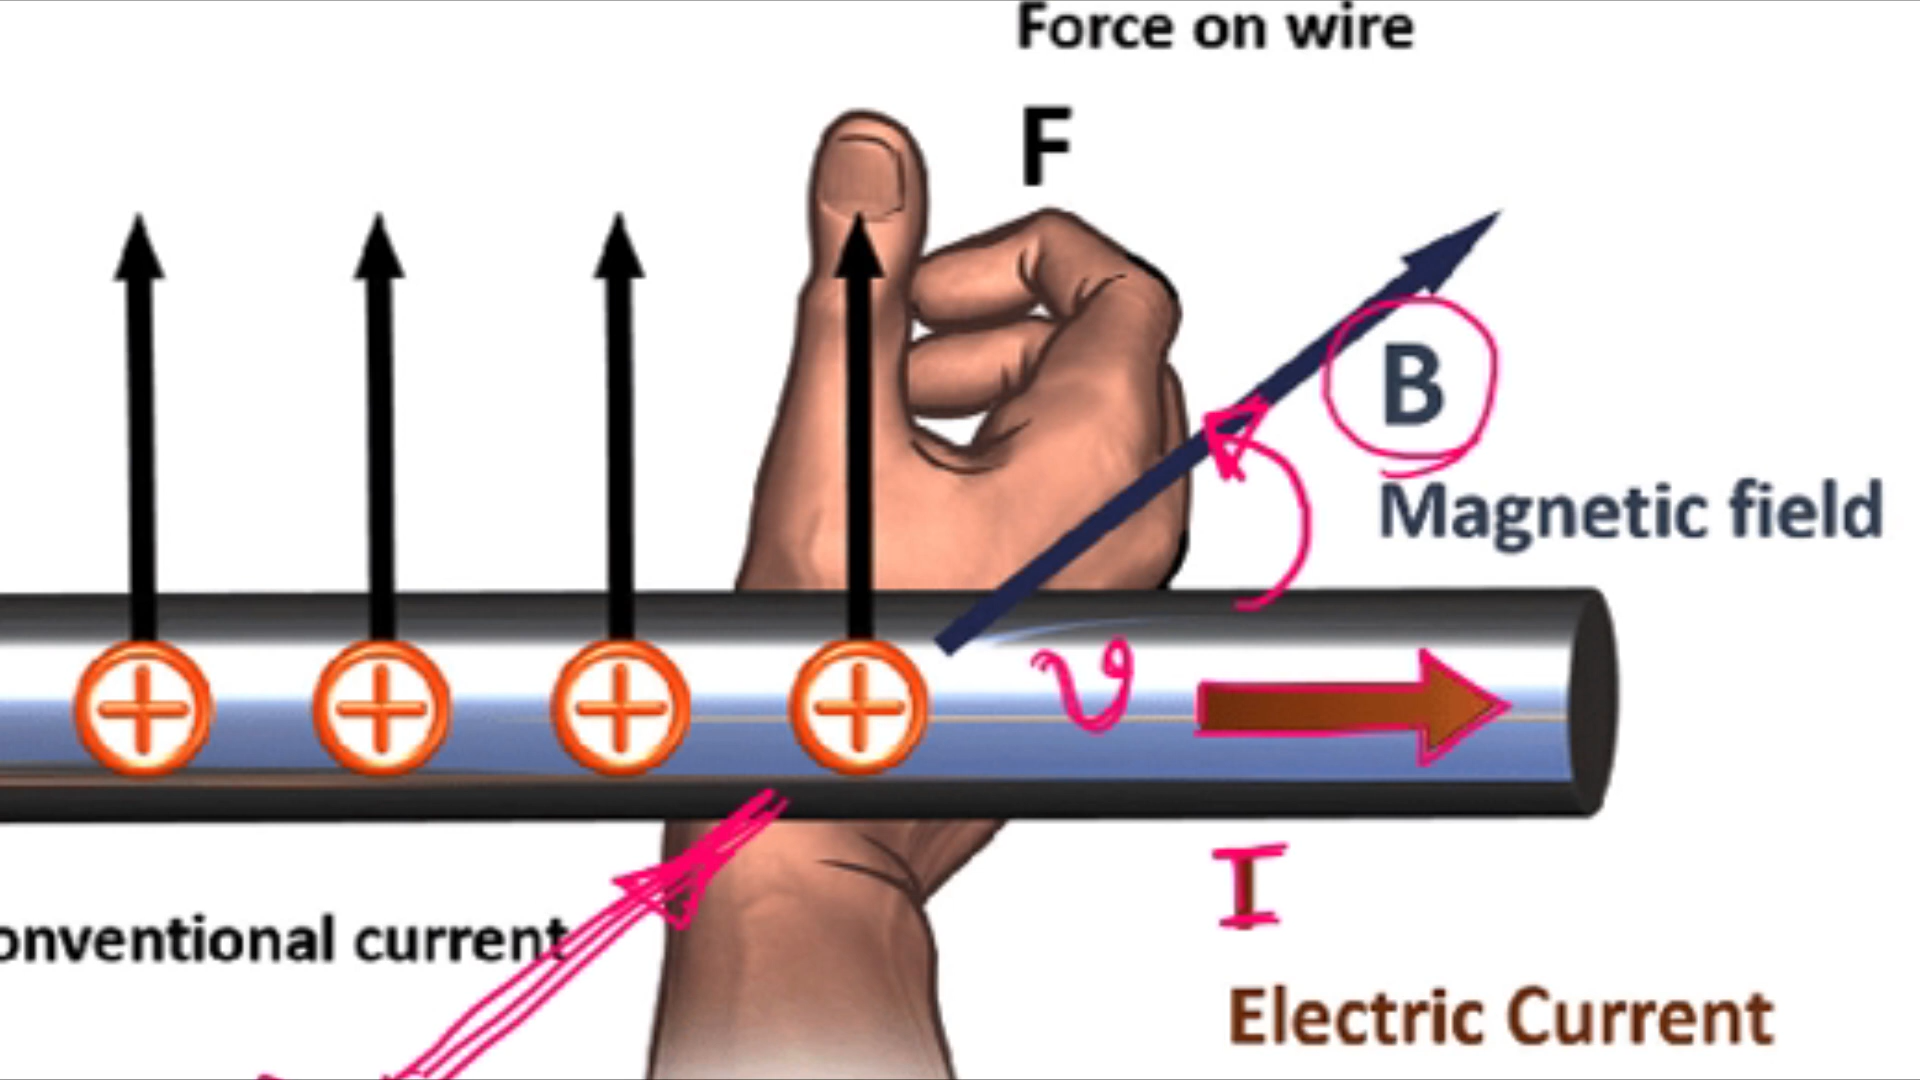 Force on wire
F
B
Magnetic field
v
I
onventional current
Electric Current